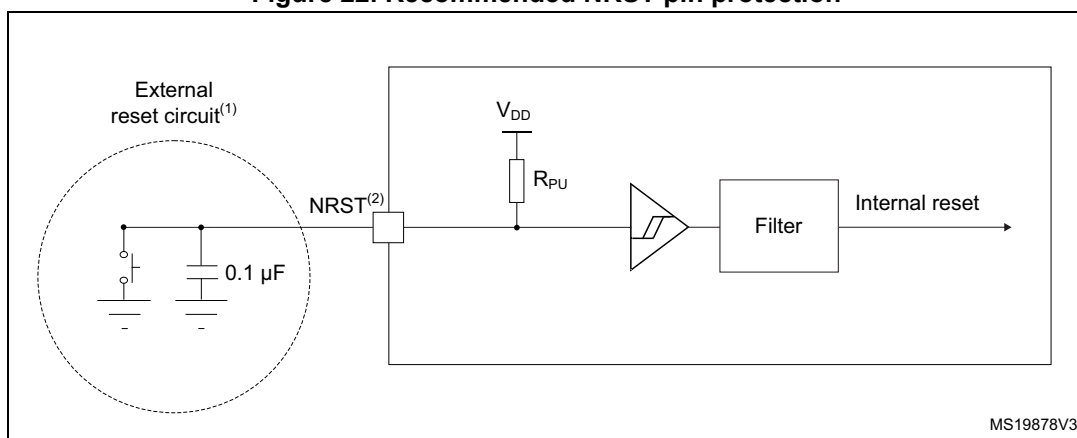 Figure 22. Recommended NRST pin protection
External
reset circuit(1)
VDD
RPU
NRST(2)
Filter
Internal reset
0.1 µF
MS19878V3